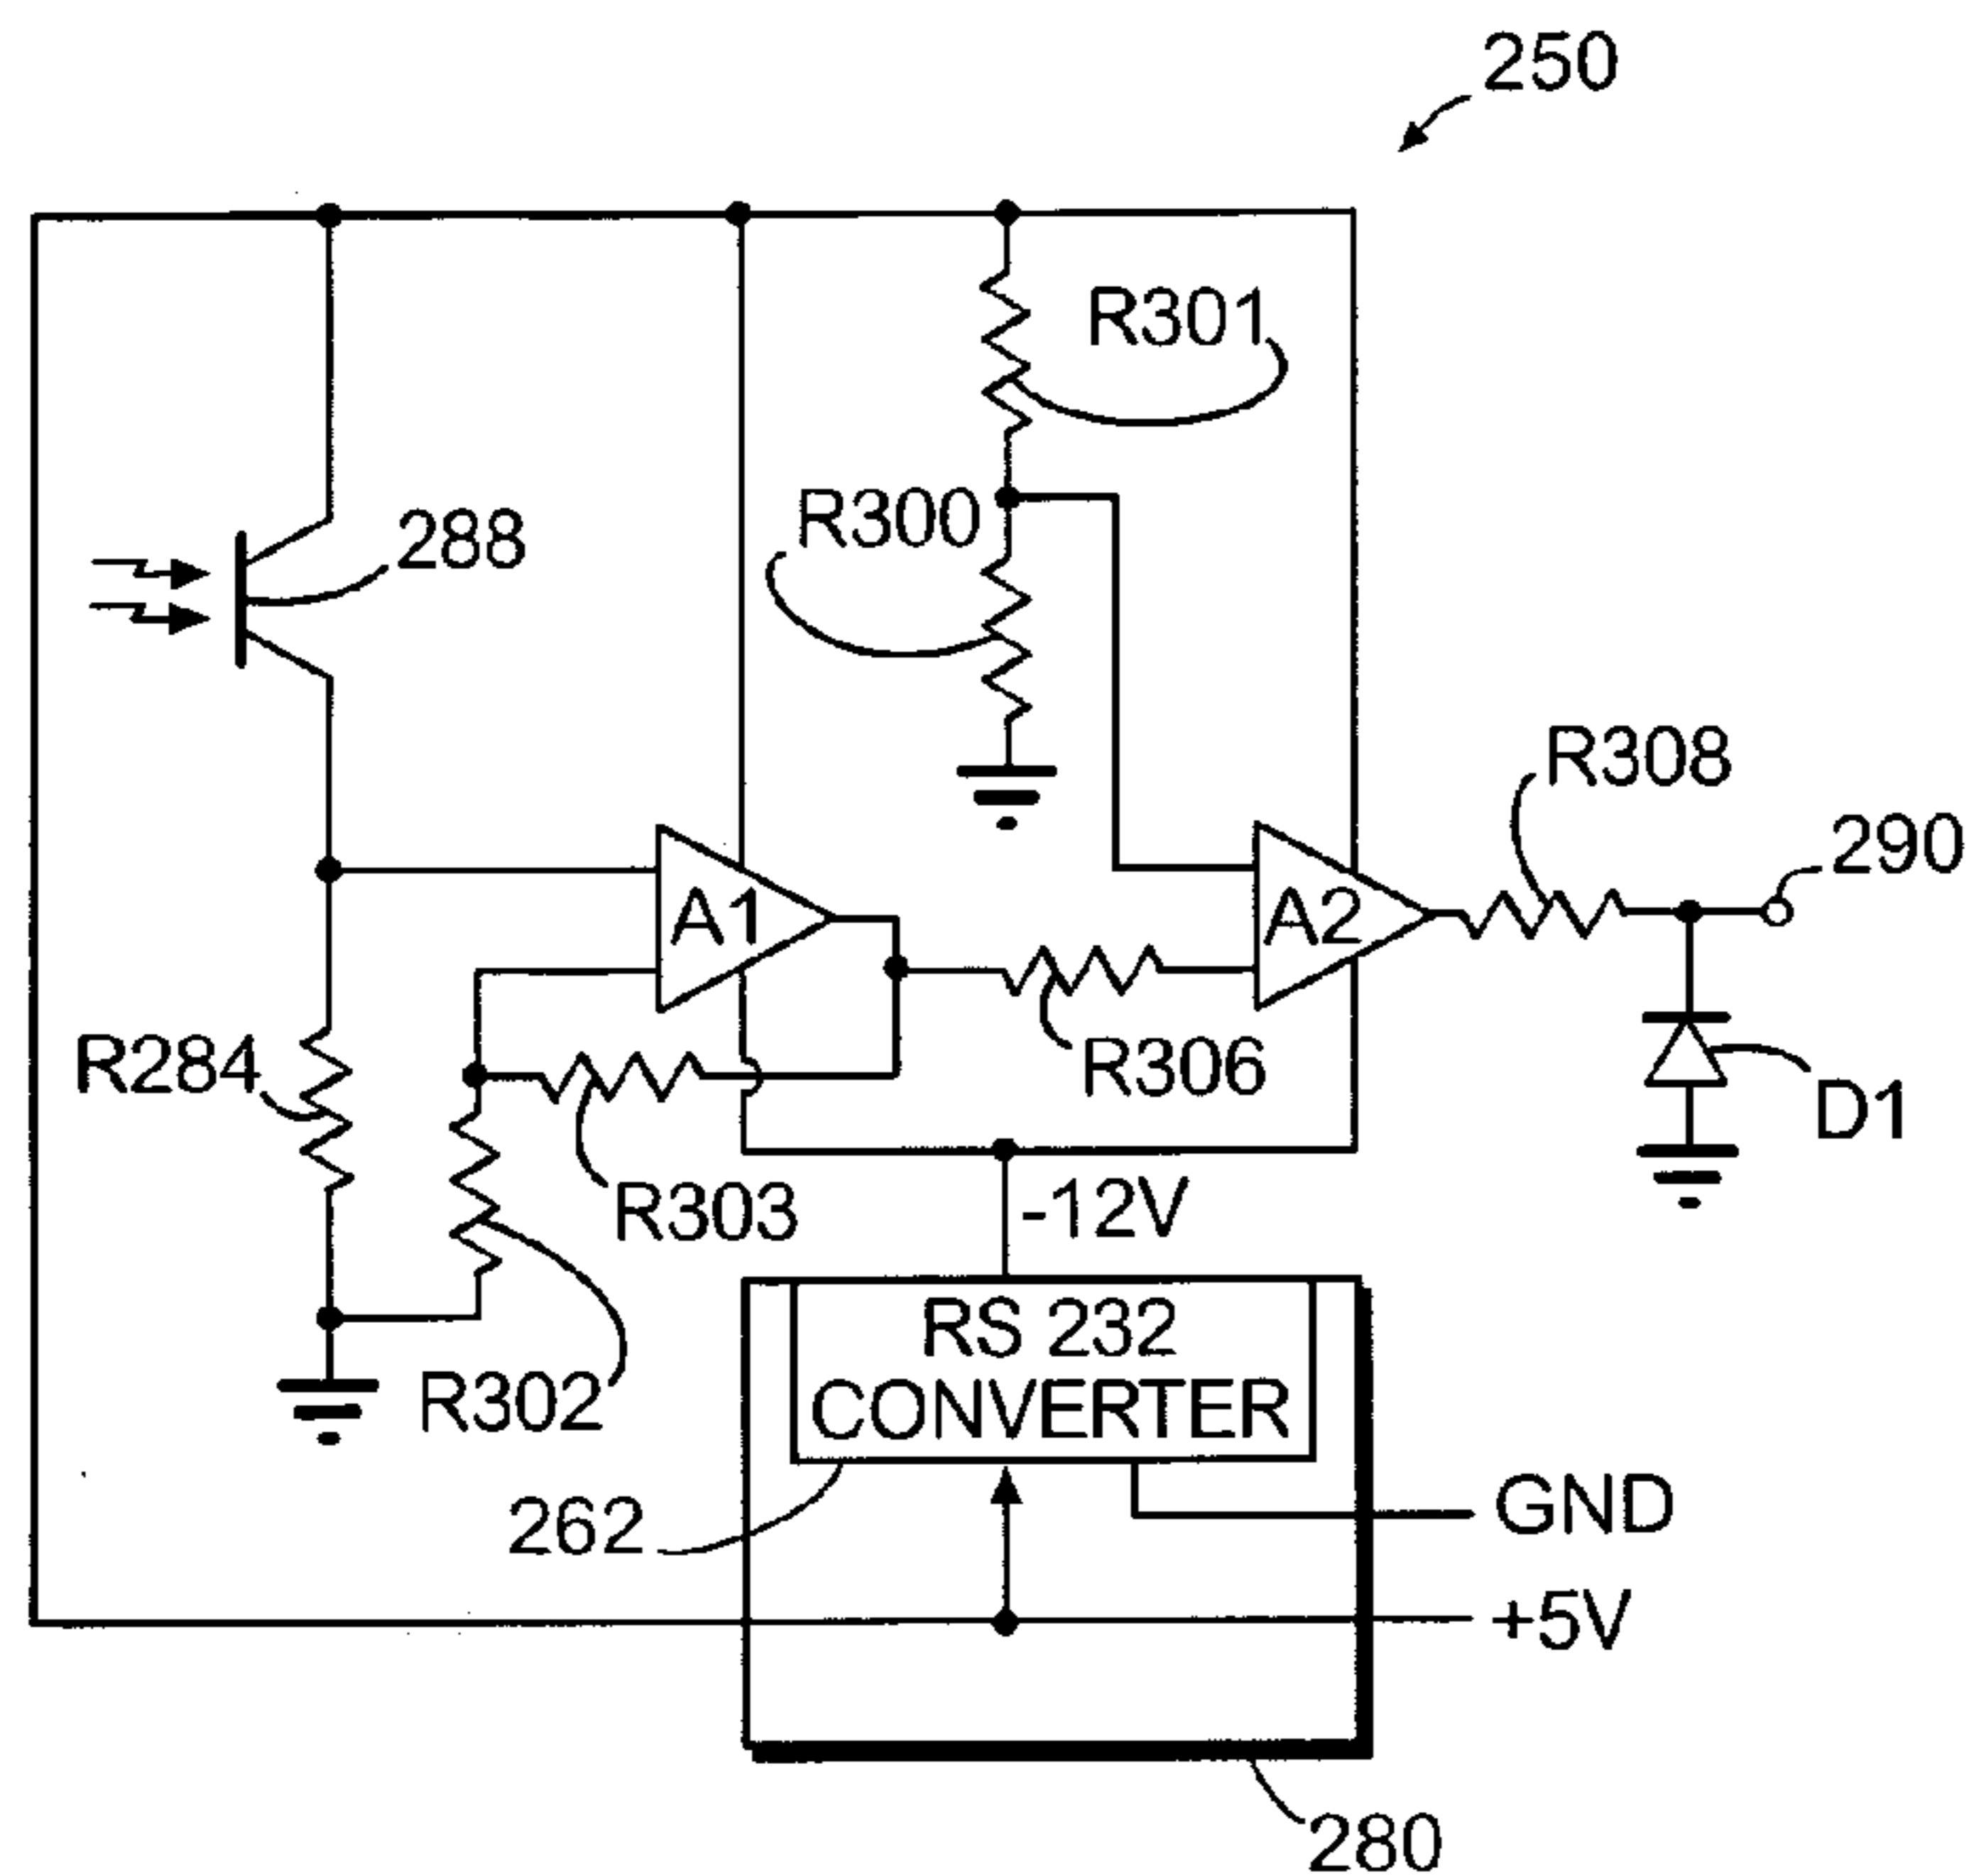 250
R301
R300
288
R308
290
A1
A2
R284
R306
D1
R303
-12V
RS 232
CONVERTER
R302
262
GND
+5V
280